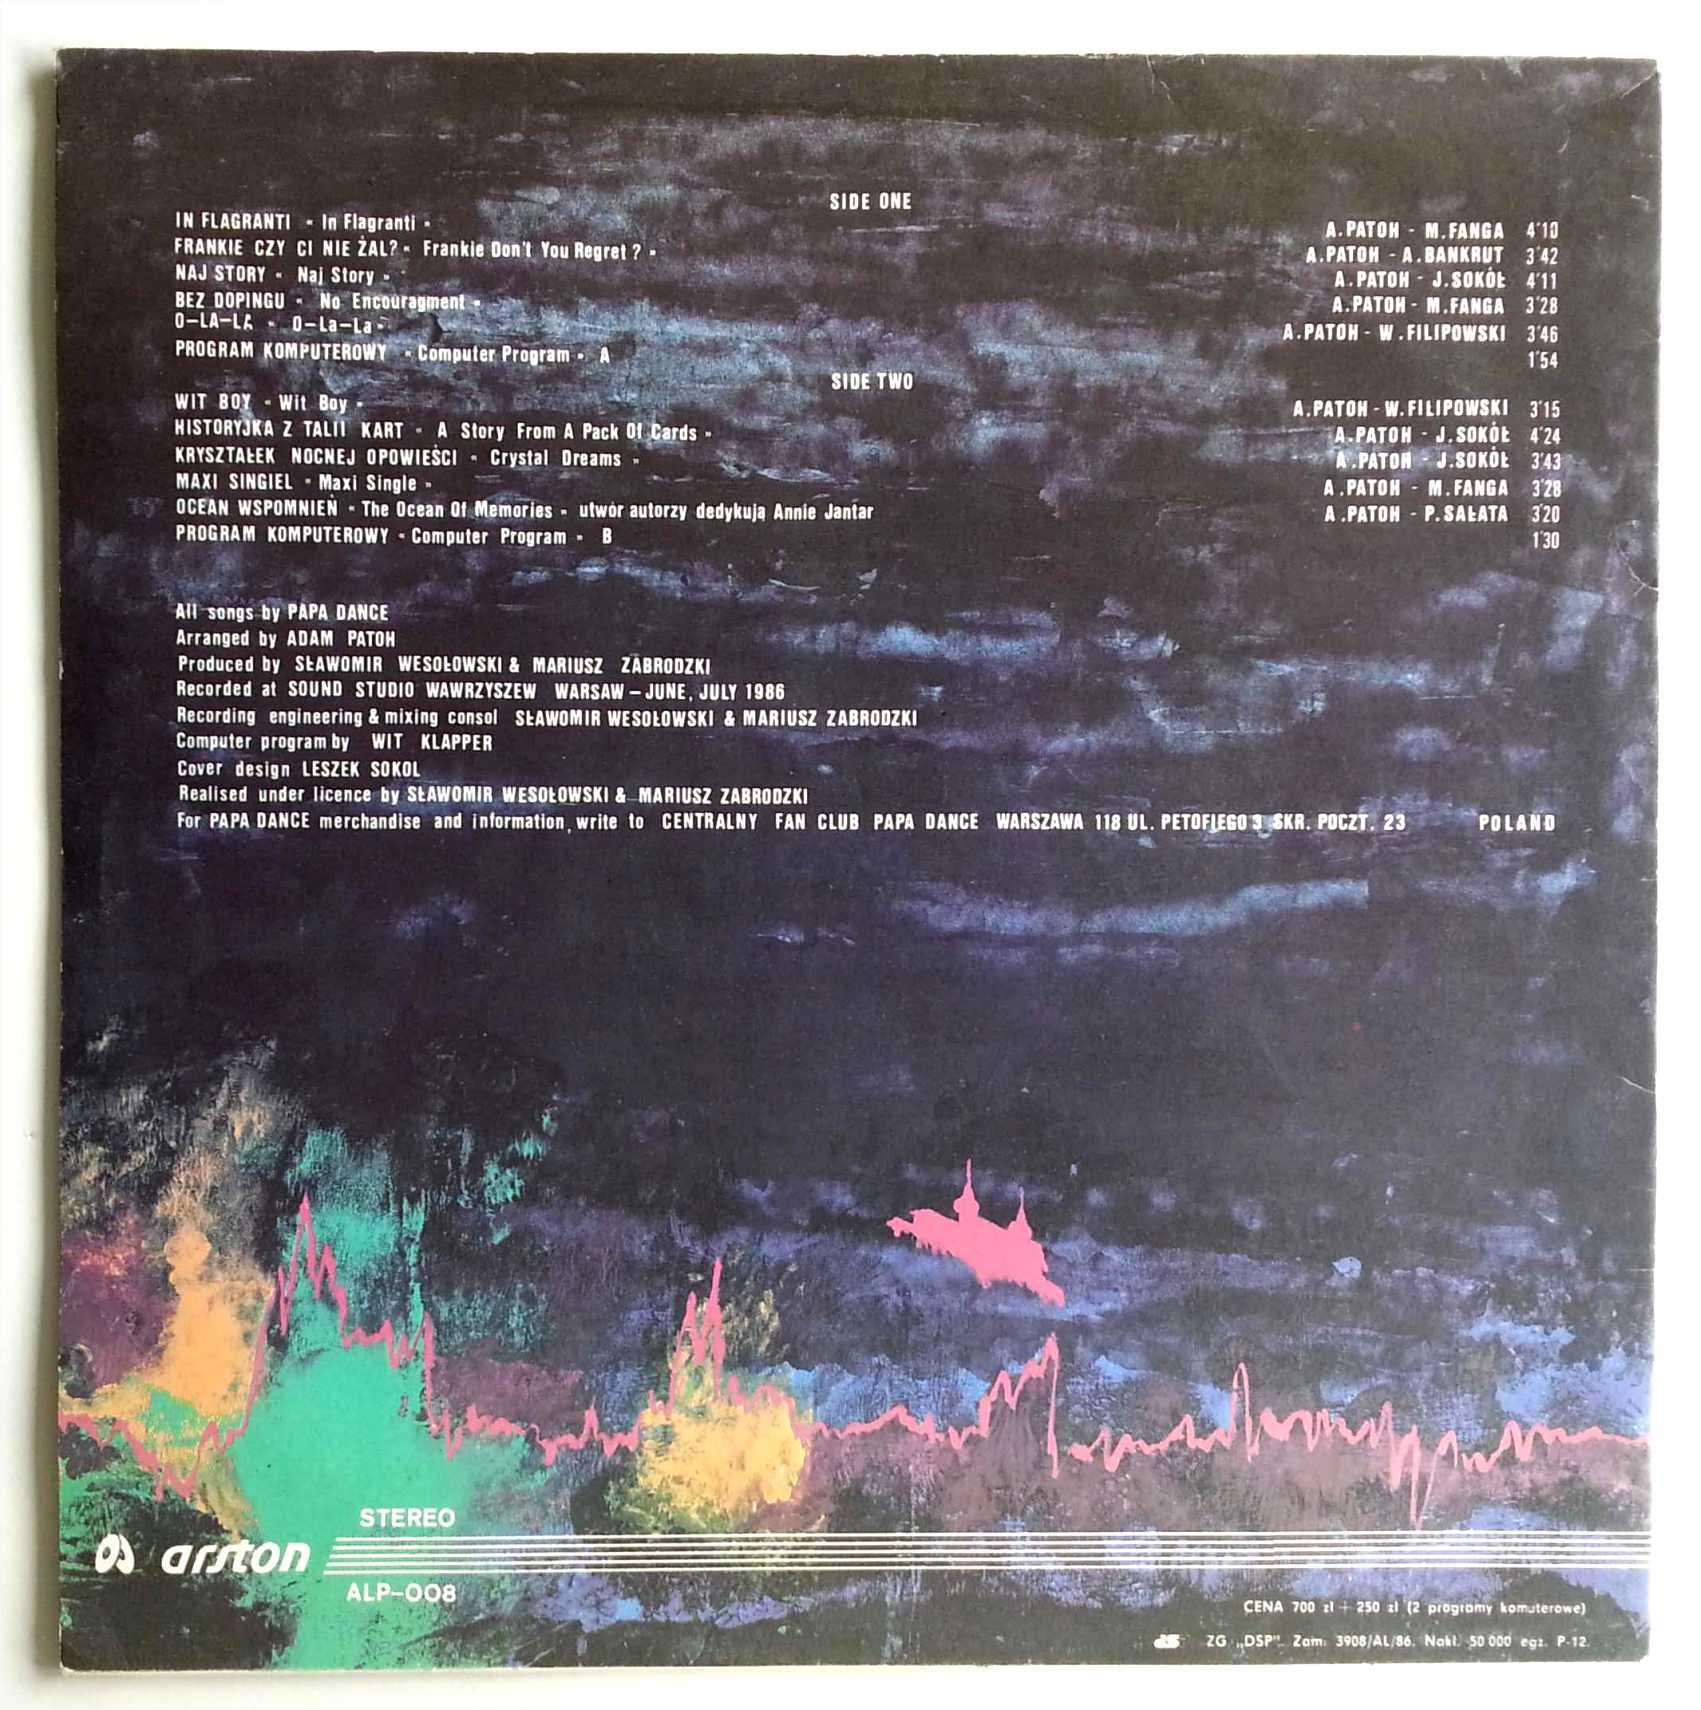 SIDE ONE
IN FLAGRANTI " In Flagranti " A.PATOH - M.FANGA 4'10
FRANKIE CZY CI NIE ŻAL? " Frankie Don't You Regret ? " A.PATOH - A.BANKRUT 3'42
NAJ STORY " Naj Story " A.PATOH - J.SOKÓŁ 4'11
BEZ DOPINGU " No Encouragment " A.PATOH - M.FANGA 3'28
O-LA-LA " O-La-La " A.PATOH - W.FILIPOWSKI 3'46
PROGRAM KOMPUTEROWY " Computer Program " A 1'54
SIDE TWO
WIT BOY " Wit Boy " A.PATOH - W.FILIPOWSKI 3'15
HISTORYJKA Z TALII KART " A Story From A Pack Of Cards " A.PATOH - J.SOKÓŁ 4'24
KRYSZTAŁEK NOCNEJ OPOWIEŚCI " Crystal Dreams " A.PATOH - J.SOKÓŁ 3'43
MAXI SINGIEL " Maxi Single " A.PATOH - M.FANGA 3'28
OCEAN WSPOMNIEŃ " The Ocean Of Memories " utwór autorzy dedykują Annie Jantar A.PATOH - P.SAŁATA 3'20
PROGRAM KOMPUTEROWY " Computer Program " B 1'30
All songs by PAPA DANCE
Arranged by ADAM PATOH
Produced by SŁAWOMIR WESOŁOWSKI & MARIUSZ ZABRODZKI
Recorded at SOUND STUDIO WAWRZYSZEW WARSAW – JUNE, JULY 1986
Recording engineering & mixing consol SŁAWOMIR WESOŁOWSKI & MARIUSZ ZABRODZKI
Computer program by WIT KLAPPER
Cover design LESZEK SOKOL
Realised under licence by SŁAWOMIR WESOŁOWSKI & MARIUSZ ZABRODZKI
For PAPA DANCE merchandise and information, write to CENTRALNY FAN CLUB PAPA DANCE WARSZAWA 118 UL. PETOFIEGO 3 SKR. POCZT. 23 POLAND
STEREO
arston
ALP-008
CENA 700 zł + 250 zł (2 programy komuterowe)
ZG „DSP". Zam. 3908/AL/86. Nakł. 50 000 egz. P-12